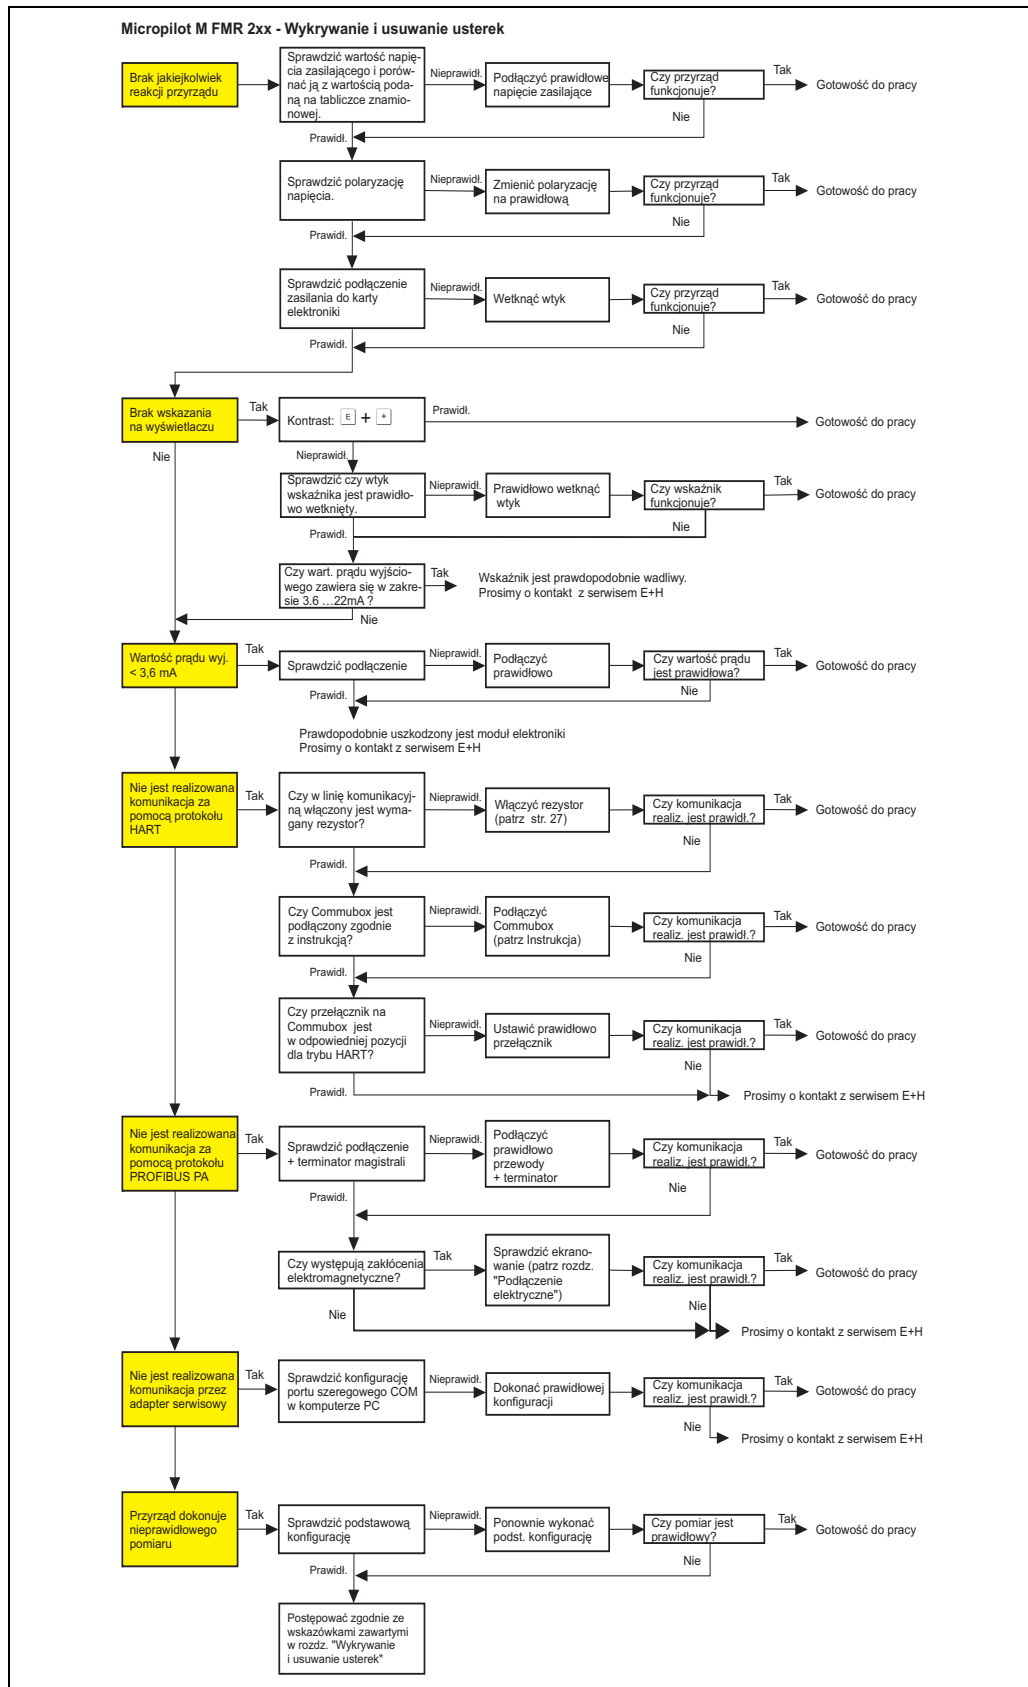 Micropilot M FMR 2xx - Wykrywanie i usuwanie usterek
Brak jakiejkolwiek
reakcji przyrządu
Sprawdzić wartość napię-
cia zasilającego i porów-
nać ją z wartością poda-
ną na tabliczce znamio-
nowej.
Nieprawidł.
Podłączyć prawidłowe
napięcie zasilające
Czy przyrząd
funkcjonuje?
Tak
Gotowość do pracy
Nie
Prawidł.
Sprawdzić polaryzację
napięcia.
Nieprawidł.
Zmienić polaryzację
na prawidłową
Czy przyrząd
funkcjonuje?
Tak
Gotowość do pracy
Nie
Prawidł.
Sprawdzić podłączenie
zasilania do karty
elektroniki
Nieprawidł.
Wetknąć wtyk
Czy przyrząd
funkcjonuje?
Tak
Gotowość do pracy
Nie
Prawidł.
Brak wskazania
na wyświetlaczu
Tak
Kontrast: E + +
Prawidł.
Gotowość do pracy
Nie
Nieprawidł.
Sprawdzić czy wtyk
wskaźnika jest prawidło-
wo wetknięty.
Nieprawidł.
Prawidłowo wetknąć
wtyk
Czy wskaźnik
funkcjonuje?
Tak
Gotowość do pracy
Nie
Prawidł.
Czy wart. prądu wyjścio-
wego zawiera się w zakre-
sie 3.6 ...22mA ?
Tak
Wskaźnik jest prawdopodobnie wadliwy.
Prosimy o kontakt z serwisem E+H
Nie
Wartość prądu wyj.
< 3,6 mA
Tak
Sprawdzić podłączenie
Nieprawidł.
Podłączyć
prawidłowo
Czy wartość prądu
jest prawidłowa?
Tak
Gotowość do pracy
Nie
Prawidł.
Prawdopodobnie uszkodzony jest moduł elektroniki
Prosimy o kontakt z serwisem E+H
Nie jest realizowana
komunikacja za
pomocą protokołu
HART
Tak
Czy w linię komunikacyj-
ną włączony jest wyma-
gany rezystor?
Nieprawidł.
Włączyć rezystor
(patrz str. 27)
Czy komunikacja
realiz. jest prawidł.?
Tak
Gotowość do pracy
Nie
Prawidł.
Czy Commubox jest
podłączony zgodnie
z instrukcją?
Nieprawidł.
Podłączyć
Commubox
(patrz Instrukcja)
Czy komunikacja
realiz. jest prawidł.?
Tak
Gotowość do pracy
Nie
Prawidł.
Czy przełącznik na
Commubox jest
w odpowiedniej pozycji
dla trybu HART?
Nieprawidł.
Ustawić prawidłowo
przełącznik
Czy komunikacja
realiz. jest prawidł.?
Tak
Gotowość do pracy
Nie
Prawidł.
Prosimy o kontakt z serwisem E+H
Nie jest realizowana
komunikacja za
pomocą protokołu
PROFIBUS PA
Tak
Sprawdzić podłączenie
+ terminator magistrali
Nieprawidł.
Podłączyć
prawidłowo
przewody
+ terminator
Czy komunikacja
realiz. jest prawidł.?
Tak
Gotowość do pracy
Nie
Prawidł.
Czy występują zakłócenia
elektromagnetyczne?
Tak
Sprawdzić ekrano-
wanie (patrz rozdz.
"Podłączenie
elektryczne")
Czy komunikacja
realiz. jest prawidł.?
Tak
Gotowość do pracy
Nie
Nie
Prosimy o kontakt z serwisem E+H
Nie jest realizowana
komunikacja przez
adapter serwisowy
Tak
Sprawdzić konfigurację
portu szeregowego COM
w komputerze PC
Nieprawidł.
Dokonać prawidłowej
konfiguracji
Czy komunikacja
realiz. jest prawidł.?
Tak
Gotowość do pracy
Nie
Prosimy o kontakt z serwisem E+H
Przyrząd dokonuje
nieprawidłowego
pomiaru
Tak
Sprawdzić podstawową
konfigurację
Nieprawidł.
Ponownie wykonać
podst. konfigurację
Czy pomiar jest
prawidłowy?
Tak
Gotowość do pracy
Nie
Prawidł.
Postępować zgodnie ze
wskazówkami zawartymi
w rozdz. "Wykrywanie
i usuwanie usterek"